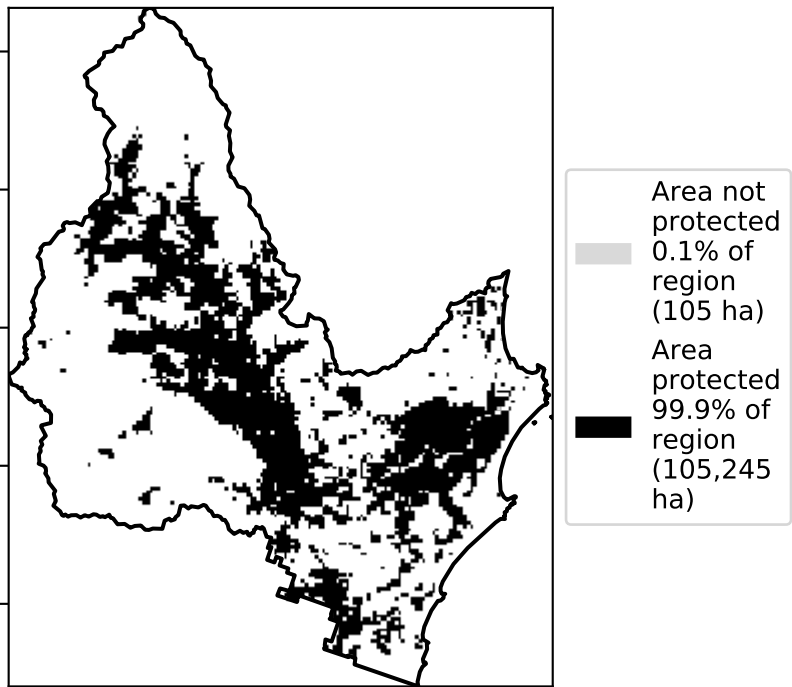 Area not
protected
0.1% of
region
(105 ha)
Area
protected
99.9% of
region
(105,245
ha)